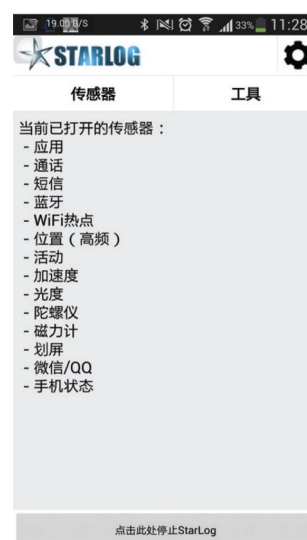 19.00 B/S 33% 11:28
STARLOG
传感器 工具
当前已打开的传感器：
- 应用
- 通话
- 短信
- 蓝牙
- WiFi热点
- 位置（高频）
- 活动
- 加速度
- 光度
- 陀螺仪
- 磁力计
- 划屏
- 微信/QQ
- 手机状态
点击此处停止StarLog